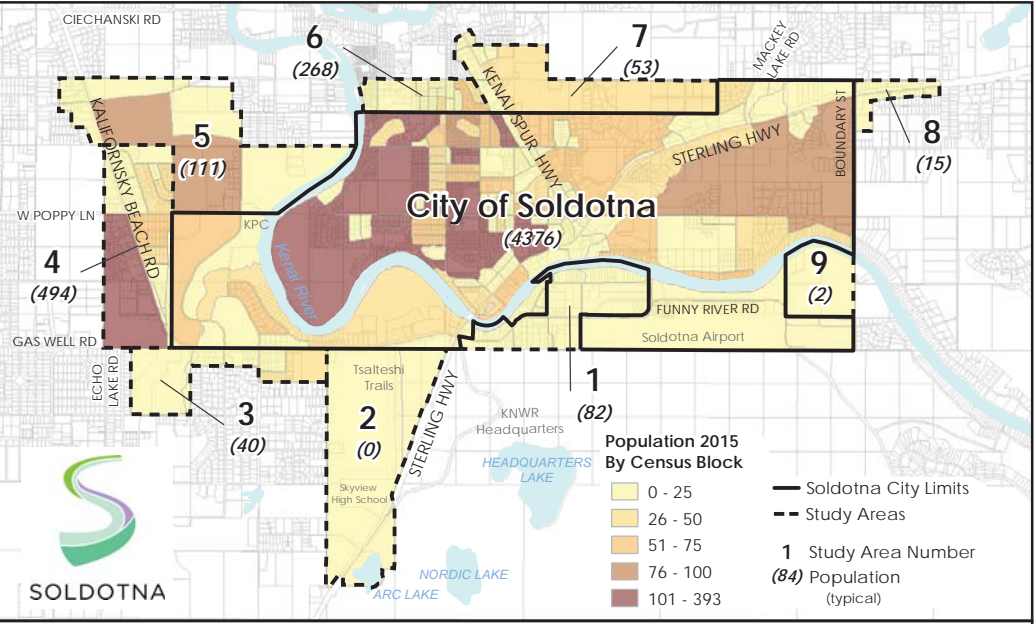 CIECHANSKI RD
6
(268)
7
(53)
MACKEY
LAKE RD
KENAI SPUR HWY
KALIFORNSKY BEACH RD
5
(111)
STERLING HWY
BOUNDARY ST
8
(15)
W POPPY LN
KPC
City of Soldotna
(4376)
4
(494)
Kenai River
9
(2)
FUNNY RIVER RD
GAS WELL RD
Soldotna Airport
ECHO
LAKE RD
Tsalteshi
Trails
1
(82)
3
(40)
2
(0)
STERLING HWY
KNWR
Headquarters
HEADQUARTERS
LAKE
Skyview
High School
NORDIC LAKE
ARC LAKE
SOLDOTNA
Population 2015
By Census Block
0 - 25
26 - 50
51 - 75
76 - 100
101 - 393
Soldotna City Limits
Study Areas
1 Study Area Number
(84) Population
(typical)